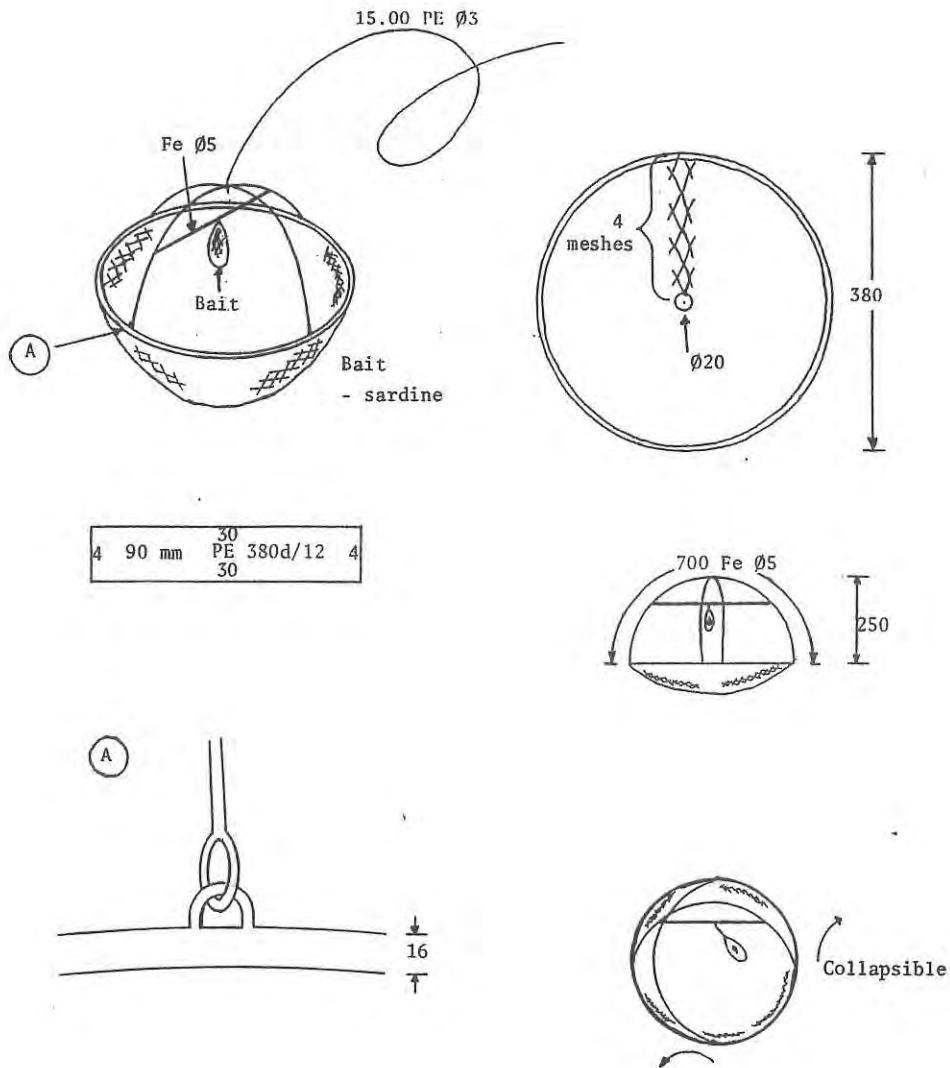 15.00 PE Ø3
Fe Ø5
Bait
A
Bait
- sardine
4
meshes
Ø20
380
30
4 90 mm PE 380d/12 4
30
700 Fe Ø5
250
A
16
Collapsible